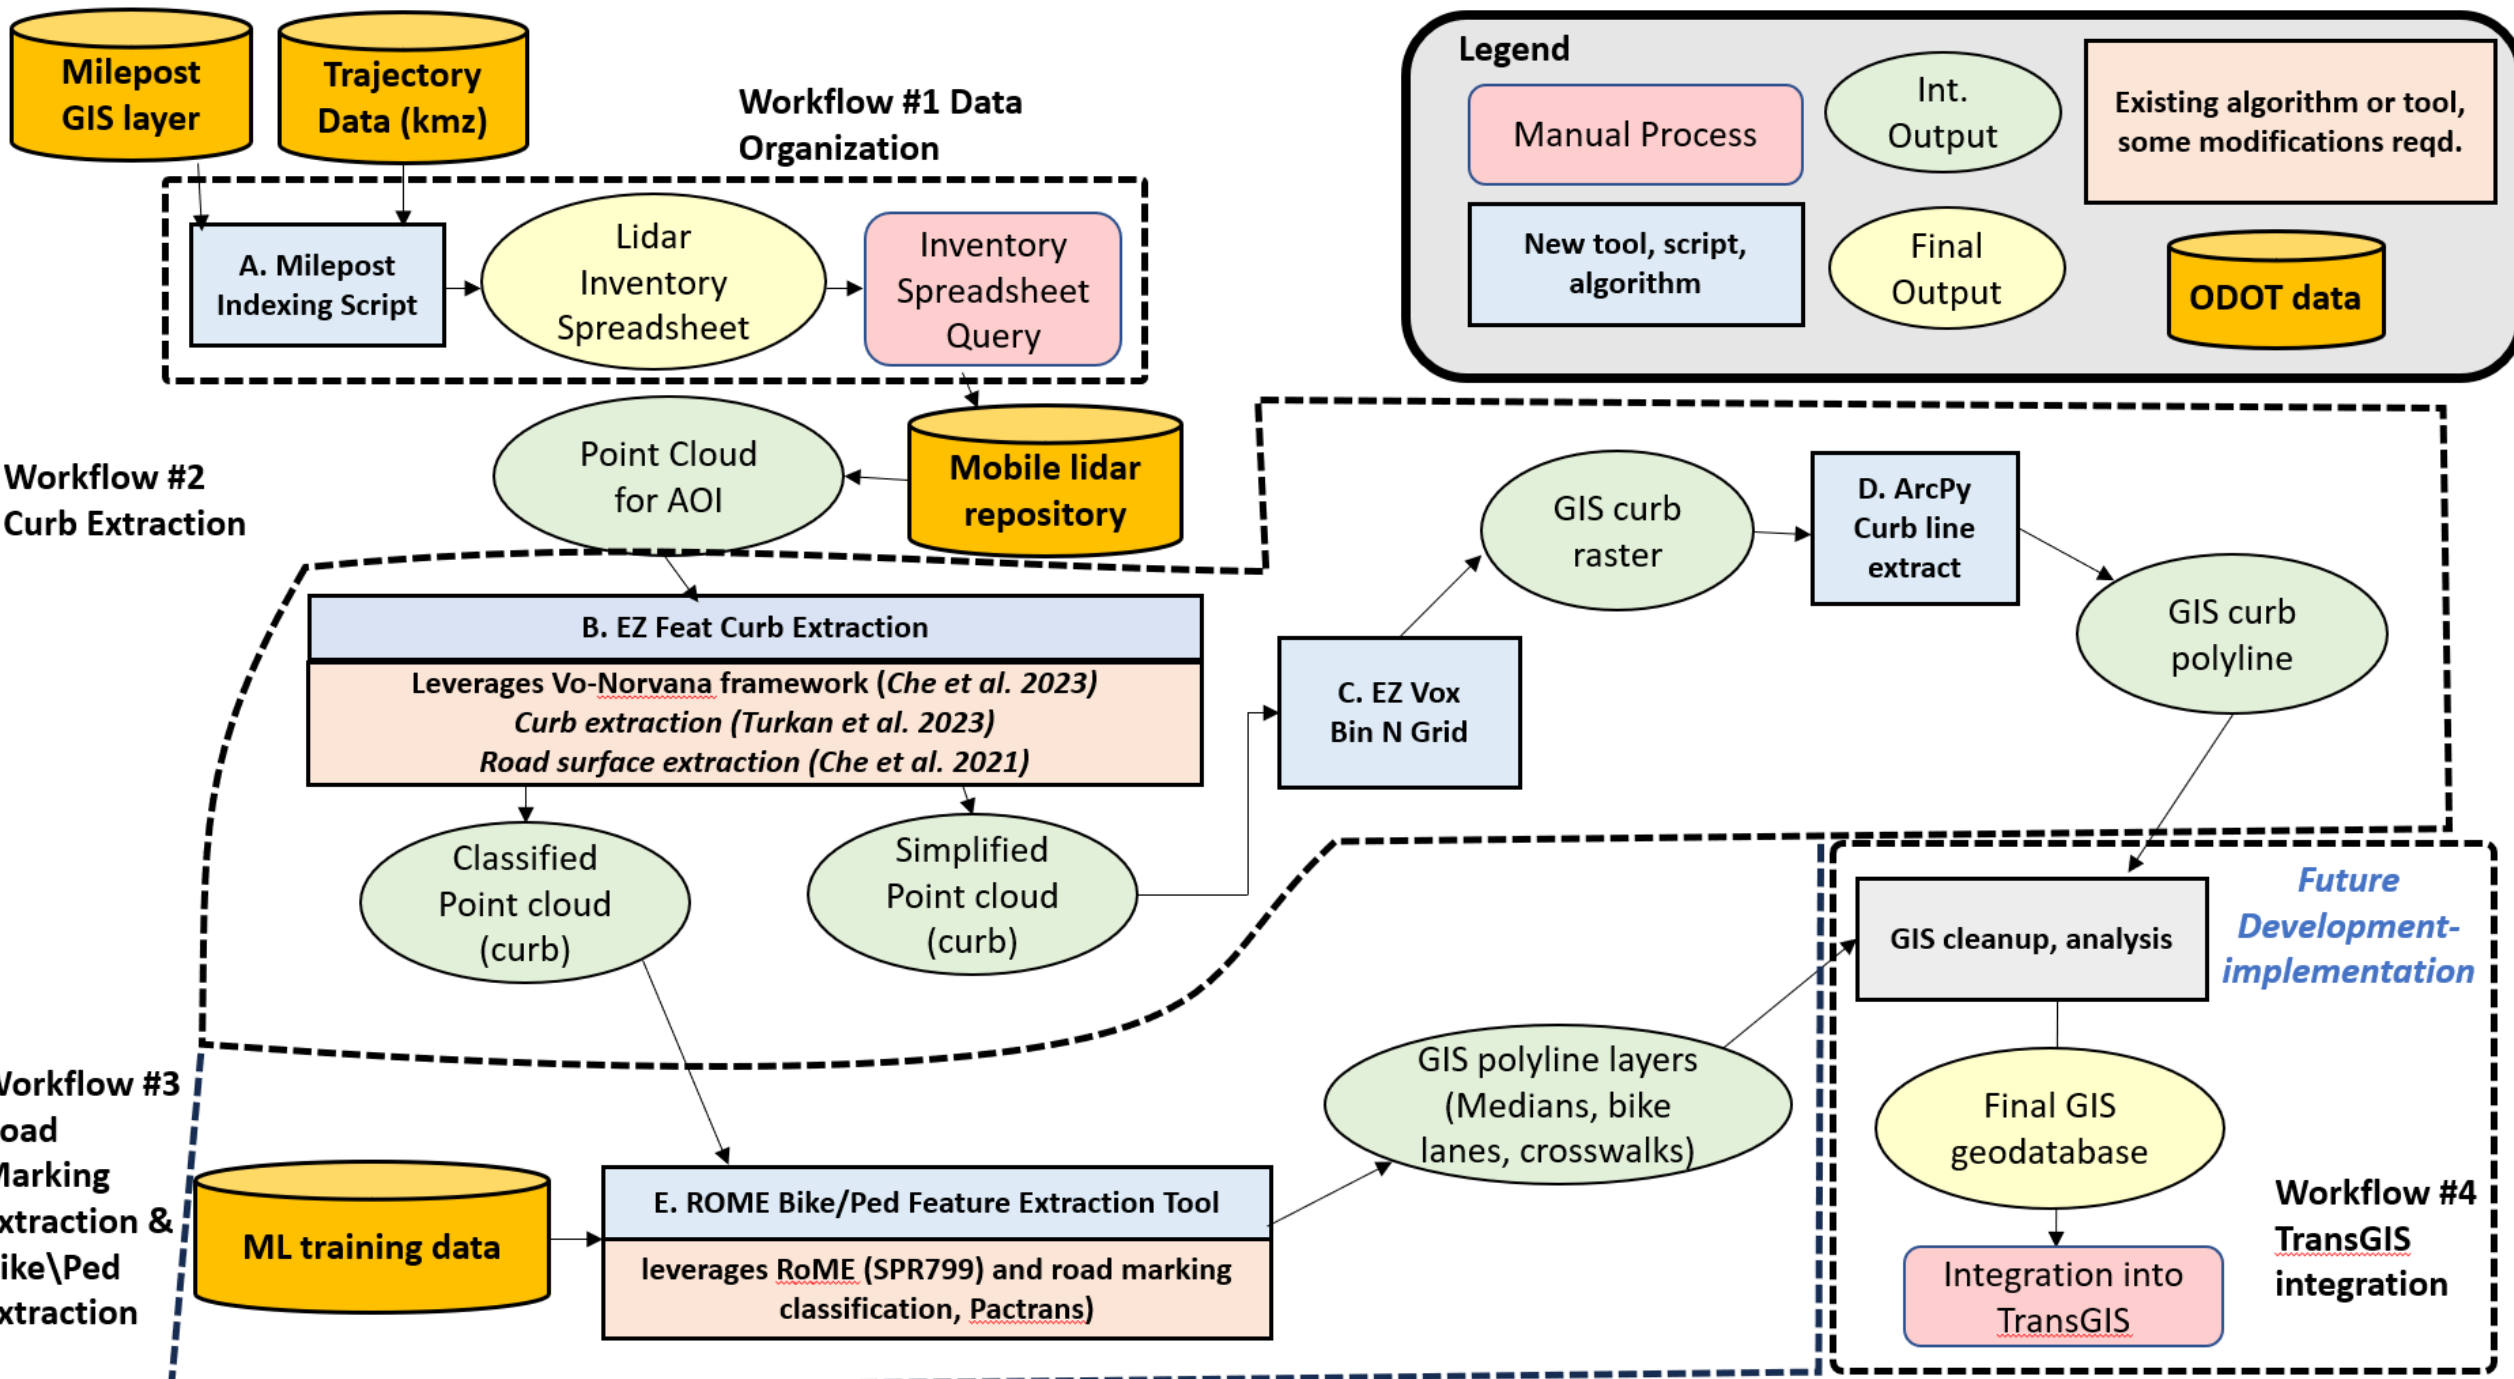 Milepost
GIS layer
Trajectory
Data (kmz)
Workflow #1 Data
Organization
A. Milepost
Indexing Script
Lidar
Inventory
Spreadsheet
Inventory
Spreadsheet
Query
Legend
Manual Process
Int.
Output
Existing algorithm or tool,
some modifications reqd.
New tool, script,
algorithm
Final
Output
ODOT data
Workflow #2
Curb Extraction
Point Cloud
for AOI
Mobile lidar
repository
B. EZ Feat Curb Extraction
Leverages Vo-Norvana framework (Che et al. 2023)
Curb extraction (Turkan et al. 2023)
Road surface extraction (Che et al. 2021)
Classified
Point cloud
(curb)
Simplified
Point cloud
(curb)
C. EZ Vox
Bin N Grid
GIS curb
raster
D. ArcPy
Curb line
extract
GIS curb
polyline
orkflow #3
oad
arking
xtraction &
ike\Ped
xtraction
ML training data
E. ROME Bike/Ped Feature Extraction Tool
leverages RoME (SPR799) and road marking
classification, Pactrans)
GIS polyline layers
(Medians, bike
lanes, crosswalks)
GIS cleanup, analysis
Future
Development-
implementation
Final GIS
geodatabase
Integration into
TransGIS
Workflow #4
TransGIS
integration